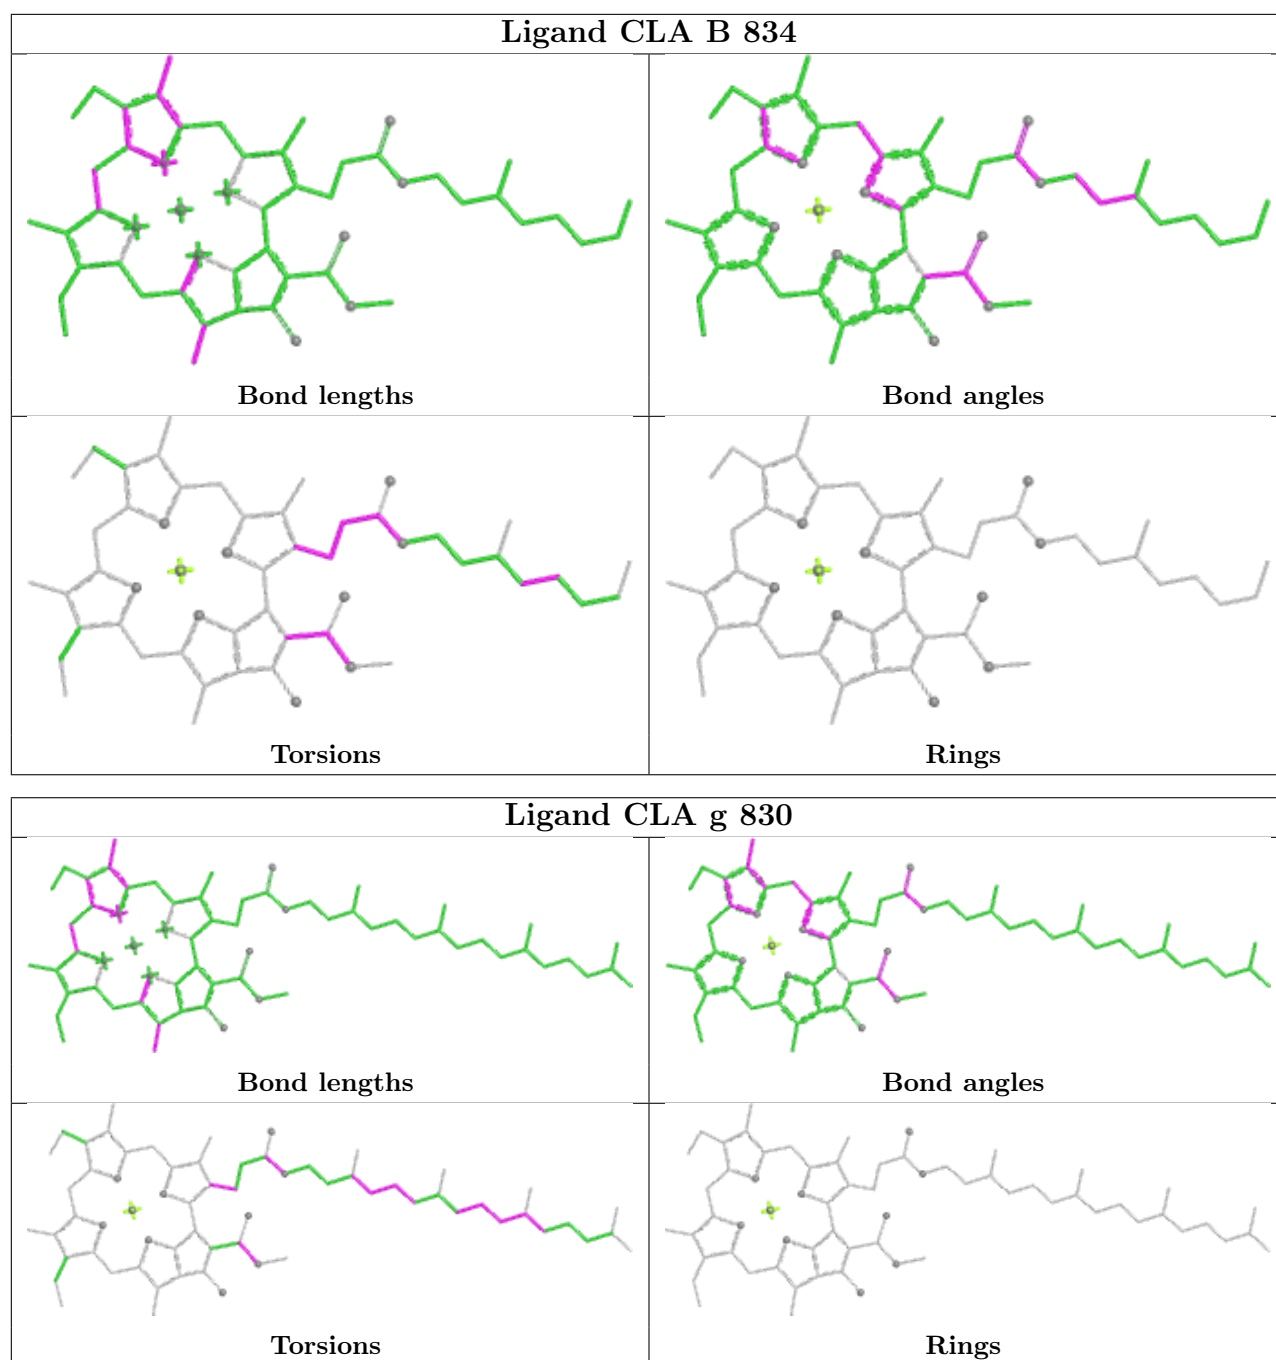 Ligand CLA B 834
Bond lengths
Bond angles
Torsions
Rings
Ligand CLA g 830
Bond lengths
Bond angles
Torsions
Rings